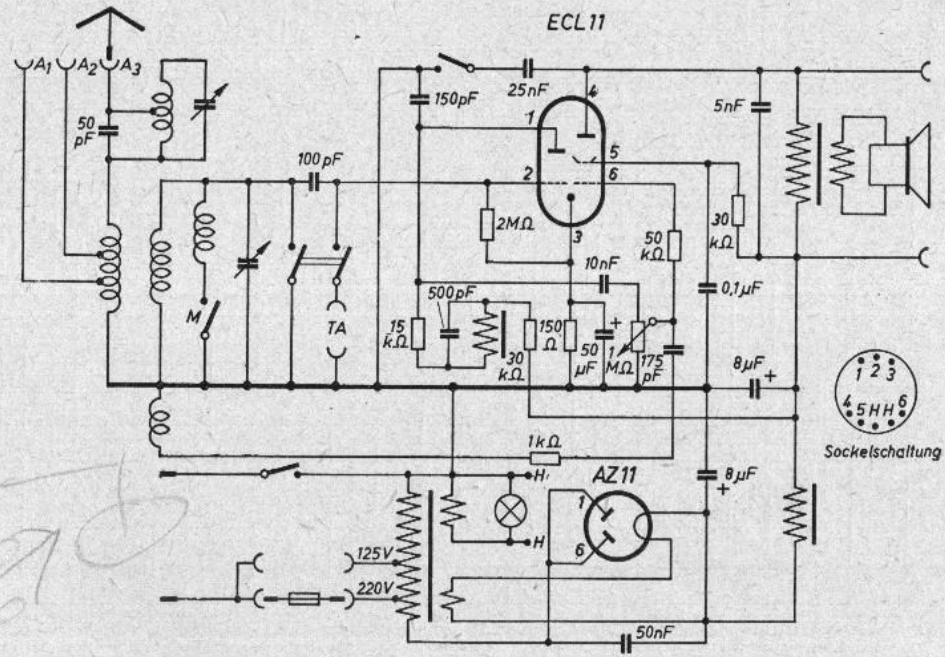 ECL11
A1
A2
A3
50
pF
150pF
25nF
4
1
5nF
100pF
5
2
6
2MΩ
3
50
kΩ
30
kΩ
10nF
500pF
0,1µF
M
TA
15
kΩ
30
kΩ
150
Ω
+
50
µF
1
MΩ
175
pF
8µF
+
1 2 3
4 5 H H 6
Sockelschaltung
1kΩ
AZ11
8µF
+
H
1
H
6
125V
220V
50nF